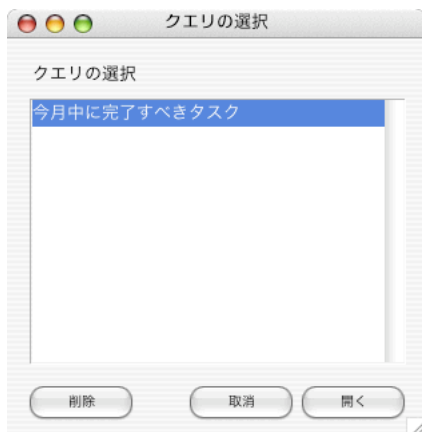 クエリの選択
クエリの選択
今月中に完了すべきタスク
削除 取消 開く